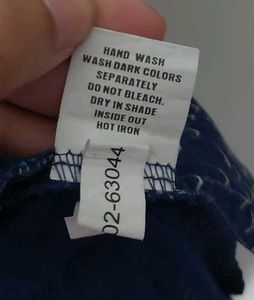 HAND WASH
WASH DARK COLORS
SEPARATELY
DO NOT BLEACH.
DRY IN SHADE
INSIDE OUT
HOT IRON
02-63044